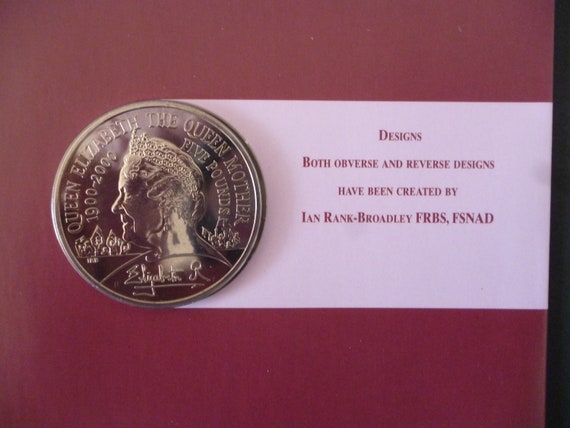 QUEEN ELIZABETH THE QUEEN MOTHER
1900-2000
FIVE POUNDS
Elizabeth R
DESIGNS
BOTH OBVERSE AND REVERSE DESIGNS
HAVE BEEN CREATED BY
IAN RANK-BROADLEY FRBS, FSNAD